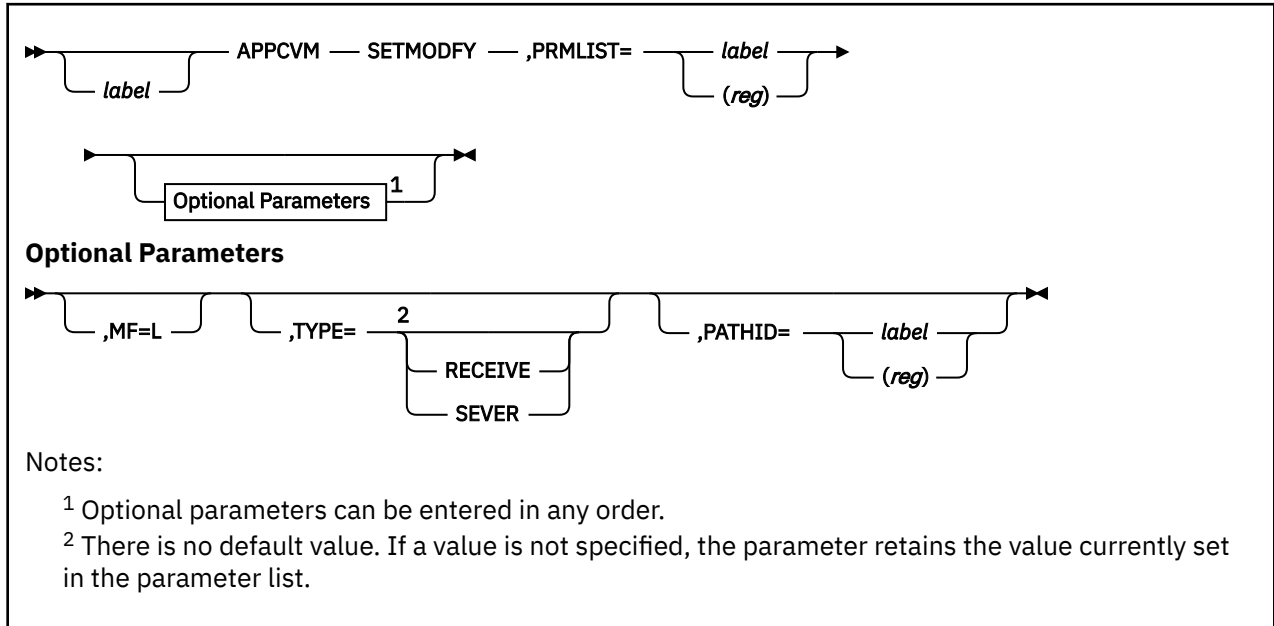 label APPCVM SETMODFY ,PRMLIST= label
(reg)
Optional Parameters 1
Optional Parameters
,MF=L ,TYPE= 2 RECEIVE SEVER ,PATHID= label (reg)
Notes:
1 Optional parameters can be entered in any order.
2 There is no default value. If a value is not specified, the parameter retains the value currently set
in the parameter list.